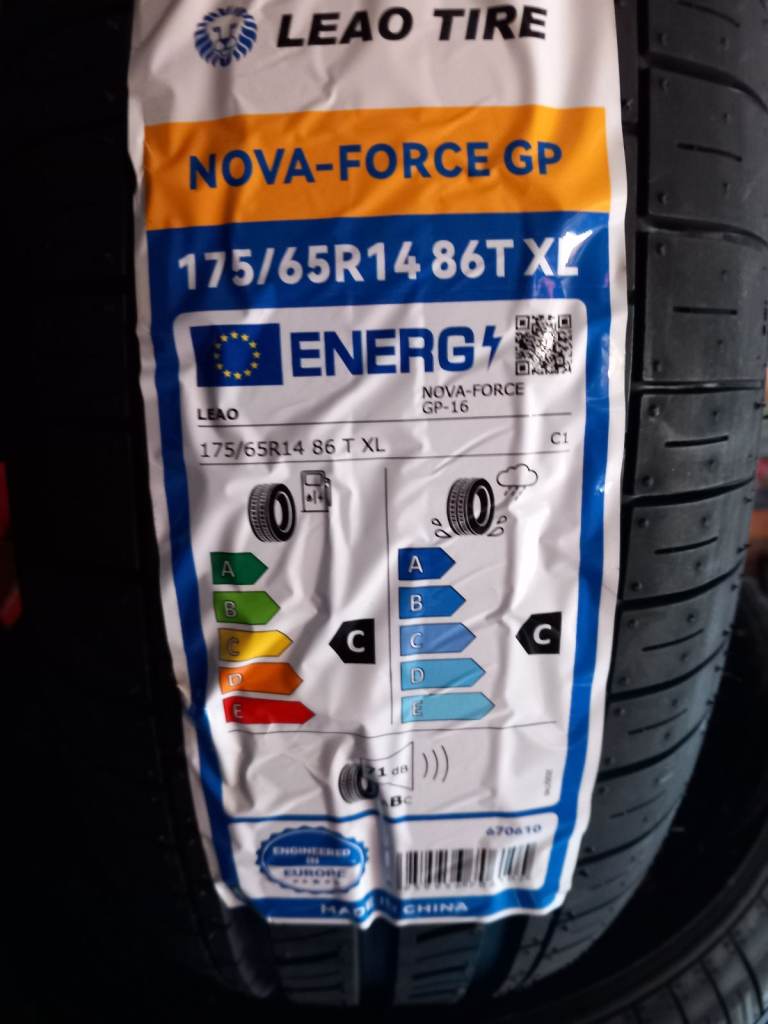 LEAO TIRE
NOVA-FORCE GP
175/65R14 86T XL
ENERG
LEAO
NOVA-FORCE
GP-16
175/65R14 86 T XL
C1
A
B
C
D
E
C
A
B
C
D
E
C
71 dB
ABC
670610
ENGINEERED
IN
EUROPE
MADE IN CHINA